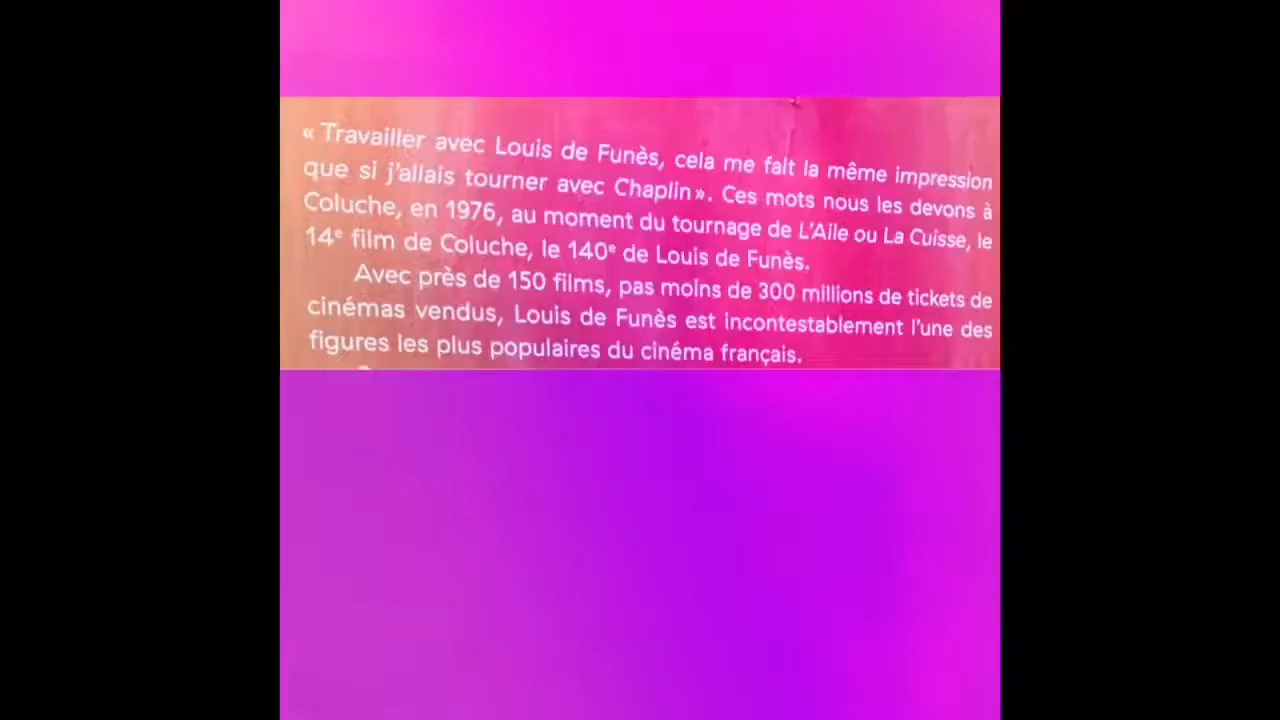 « Travailler avec Louis de Funès, cela me fait la même impression
que si j'allais tourner avec Chaplin ». Ces mots nous les devons à
Coluche, en 1976, au moment du tournage de L'Aile ou La Cuisse, le
14e film de Coluche, le 140e de Louis de Funès.
Avec près de 150 films, pas moins de 300 millions de tickets de
cinémas vendus, Louis de Funès est incontestablement l'une des
figures les plus populaires du cinéma français.